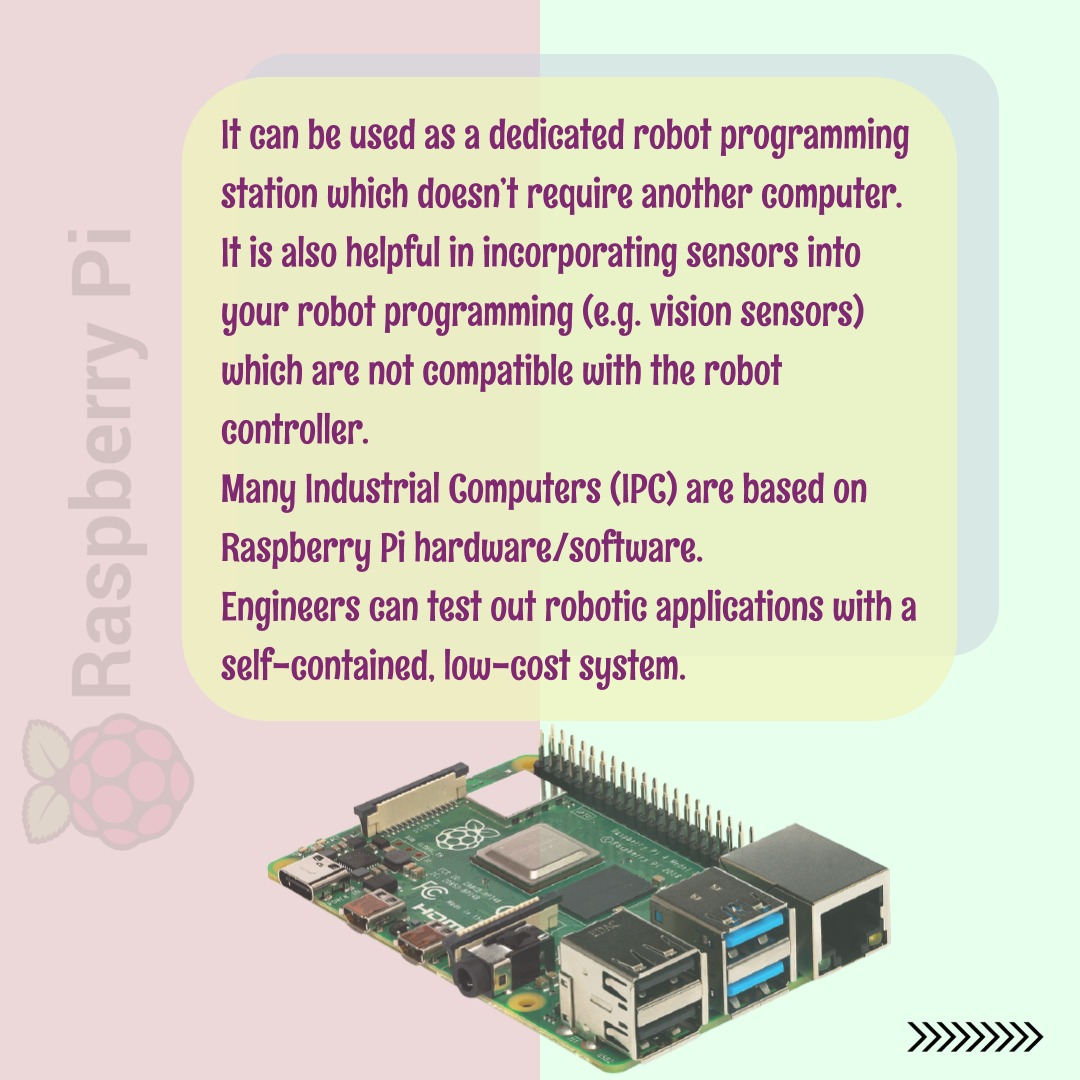 It can be used as a dedicated robot programming
station which doesn't require another computer.
It is also helpful in incorporating sensors into
your robot programming (e.g. vision sensors)
which are not compatible with the robot
controller.
Many Industrial Computers (IPC) are based on
Raspberry Pi hardware/software.
Engineers can test out robotic applications with a
self-contained, low-cost system.
Raspberry Pi
FC
HDMI